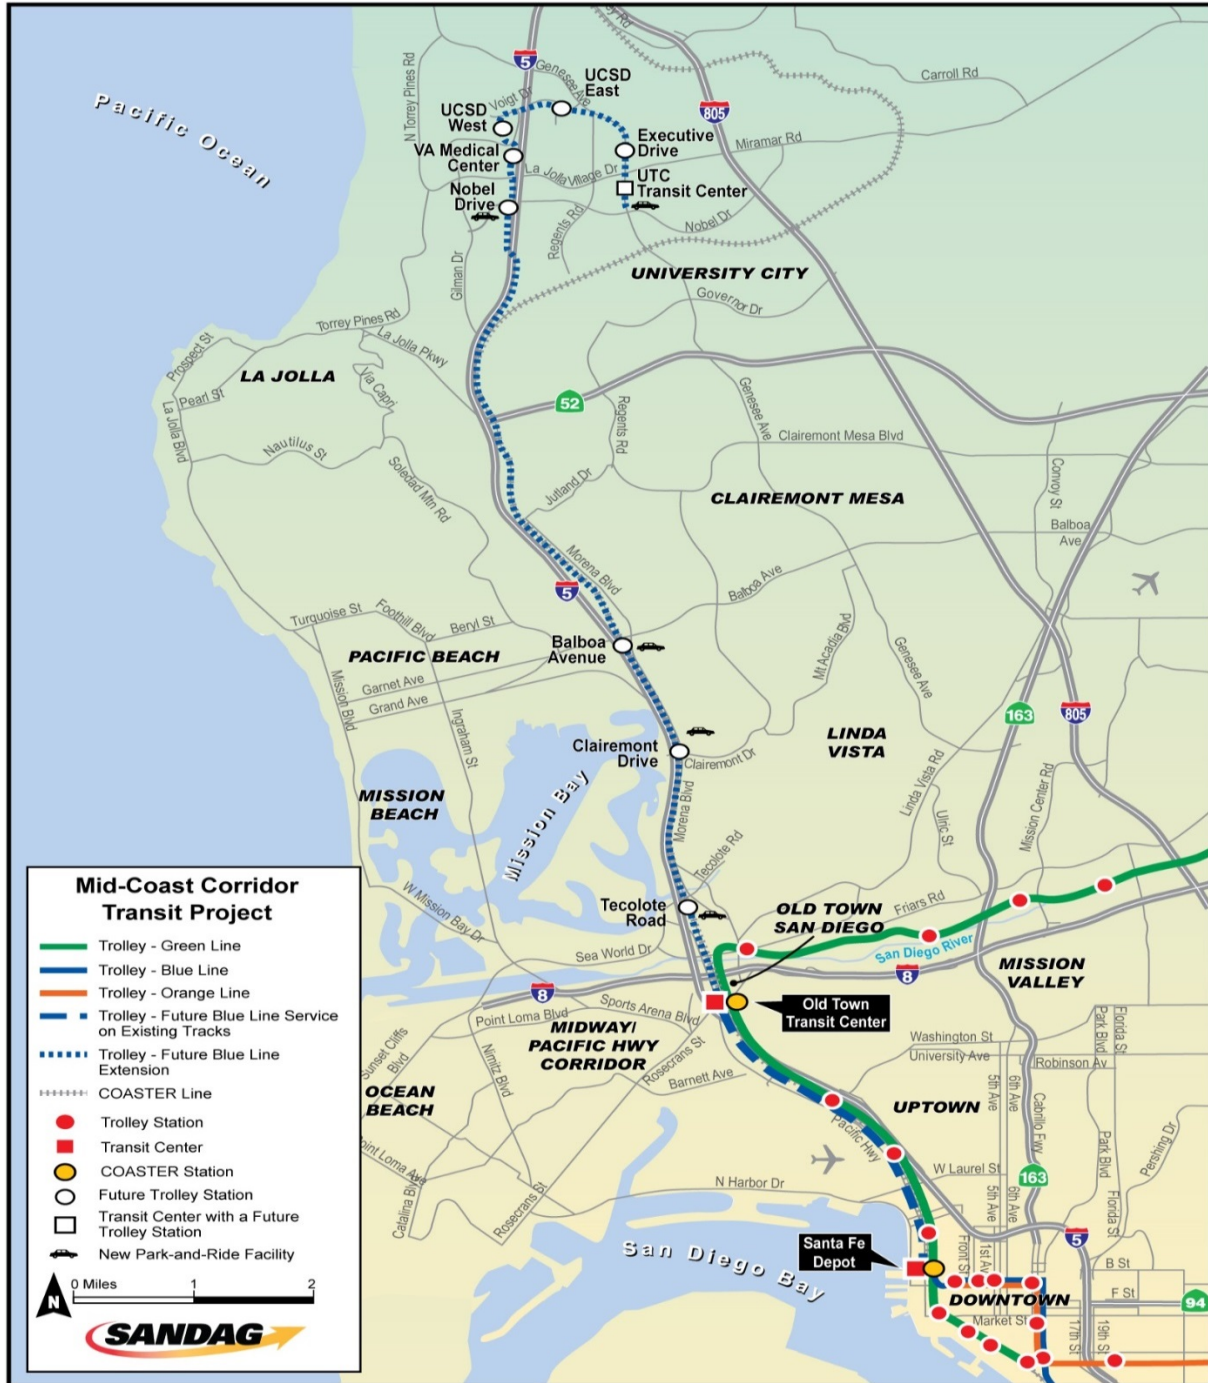 Pacific Ocean
N Torrey Pines Rd
5
Genesee Ave
Voigt Dr
UCSD
East
UCSD
West
805
Carroll Rd
VA Medical
Center
Executive
Drive
Miramar Rd
La Jolla Village Dr
UTC
Transit Center
Nobel
Drive
Regents Rd
Nobel Dr
Gilman Dr
UNIVERSITY CITY
Governor Dr
Torrey Pines Rd
La Jolla Pkwy
Prospect St
LA JOLLA
Via Capri
Pearl St
La Jolla Blvd
Nautilus St
52
Regents Rd
Genesee Ave
Clairemont Mesa Blvd
Soledad Mtn Rd
Jutland Dr
CLAIREMONT MESA
Convoy St
Balboa
Ave
Morena Blvd
5
Balboa Ave
Turquoise St
Foothill Blvd
Beryl St
Balboa
Avenue
PACIFIC BEACH
Mt Acadia Blvd
Genesee Ave
Garnet Ave
Grand Ave
Mission Blvd
Ingraham St
163
805
LINDA
VISTA
Clairemont
Drive
Clairemont Dr
MISSION
BEACH
Mission Bay
Morena Blvd
Linda Vista Rd
Ulric St
Mission Center Rd
Tecolote Rd
W Mission Bay Dr
Tecolote
Road
OLD TOWN
SAN DIEGO
Friars Rd
Sea World Dr
San Diego River
8
MISSION
VALLEY
8
Sports Arena Blvd
Old Town
Transit Center
Point Loma Blvd
MIDWAY/
PACIFIC HWY
CORRIDOR
Sunset Cliffs
Blvd
Nimitz Blvd
Rosecrans St
Barnett Ave
Washington St
University Ave
Robinson Av
Park Blvd
Florida St
5th Ave
6th Ave
Cabrillo Fwy
OCEAN
BEACH
UPTOWN
Pacific Hwy
Point Loma Ave
Catalina Blvd
Rosecrans St
N Harbor Dr
W Laurel St
5th Ave
6th Ave
163
Park Blvd
Florida St
Pershing Dr
San Diego Bay
Santa Fe
Depot
Front St
1st Av
5
B St
DOWNTOWN
F St
94
Market St
17th St
19th St
Mid-Coast Corridor
Transit Project
Trolley - Green Line
Trolley - Blue Line
Trolley - Orange Line
Trolley - Future Blue Line Service
on Existing Tracks
Trolley - Future Blue Line
Extension
COASTER Line
Trolley Station
Transit Center
COASTER Station
Future Trolley Station
Transit Center with a Future
Trolley Station
New Park-and-Ride Facility
0 Miles 1 2
N
SANDAG